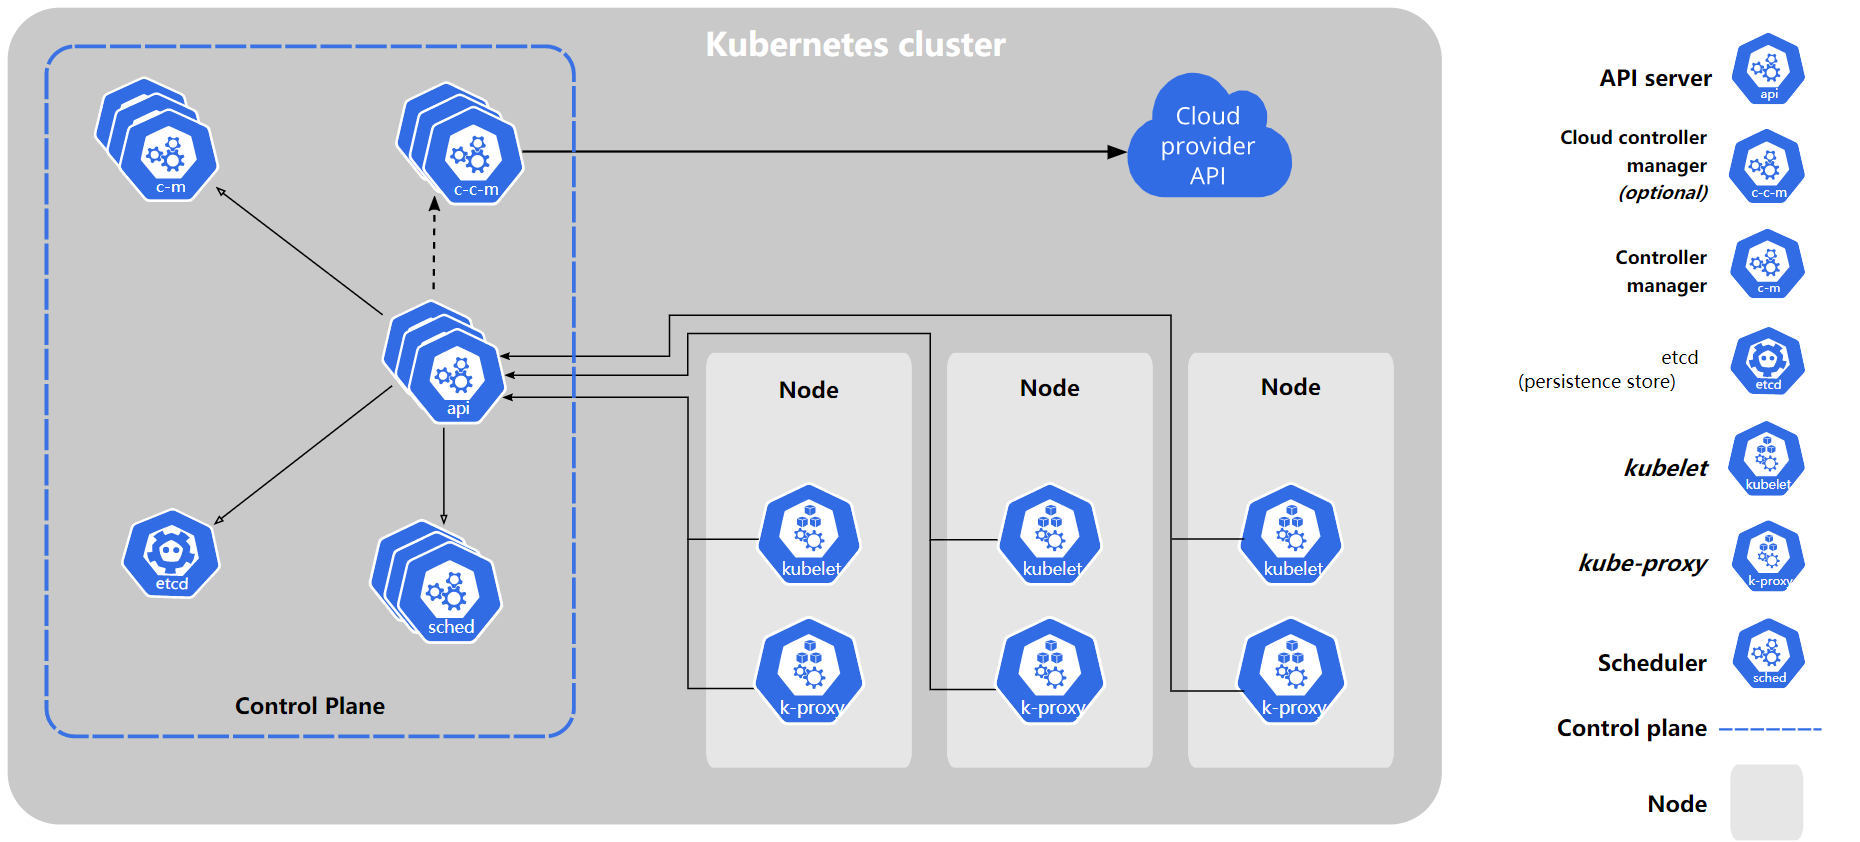 Kubernetes cluster
c-m
c-c-m
Cloud
provider
API
api
etcd
sched
Control Plane
Node
kubelet
k-proxy
Node
kubelet
k-proxy
Node
kubelet
k-proxy
API server
api
Cloud controller
manager
(optional)
c-c-m
Controller
manager
c-m
etcd
(persistence store)
etcd
kubelet
kubelet
kube-proxy
k-proxy
Scheduler
sched
Control plane
Node